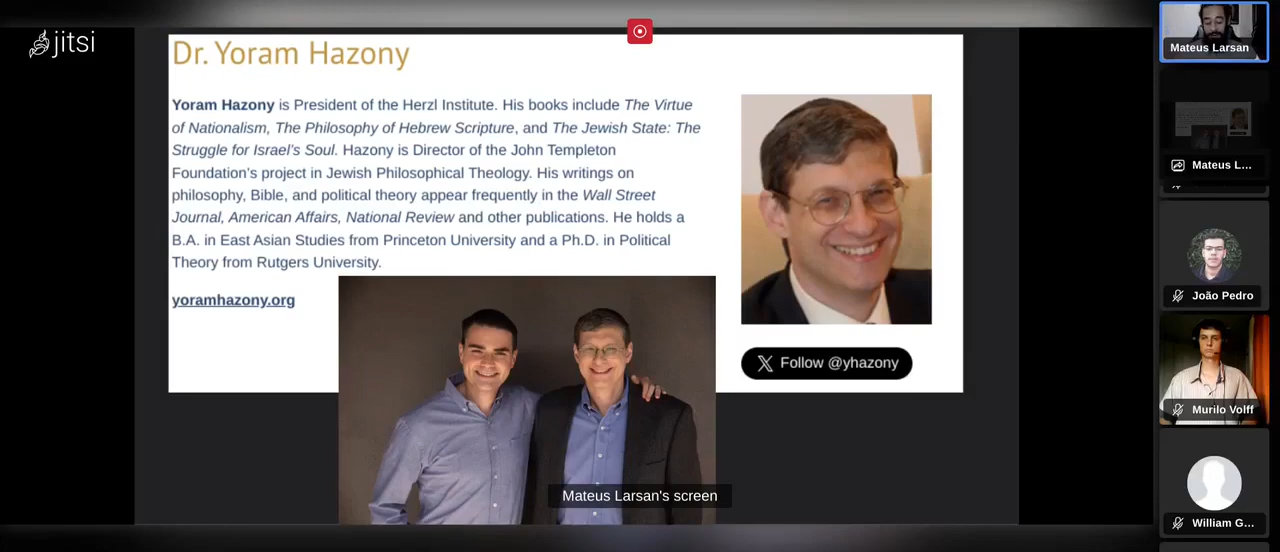 jitsi
Dr. Yoram Hazony
Yoram Hazony is President of the Herzl Institute. His books include The Virtue
of Nationalism, The Philosophy of Hebrew Scripture, and The Jewish State: The
Struggle for Israel’s Soul. Hazony is Director of the John Templeton
Foundation’s project in Jewish Philosophical Theology. His writings on
philosophy, Bible, and political theory appear frequently in the Wall Street
Journal, American Affairs, National Review and other publications. He holds a
B.A. in East Asian Studies from Princeton University and a Ph.D. in Political
Theory from Rutgers University.
yoramhazony.org
Follow @yhazony
Mateus Larsan's screen
Mateus Larsan
Mateus L...
João Pedro
Murilo Volff
William G...